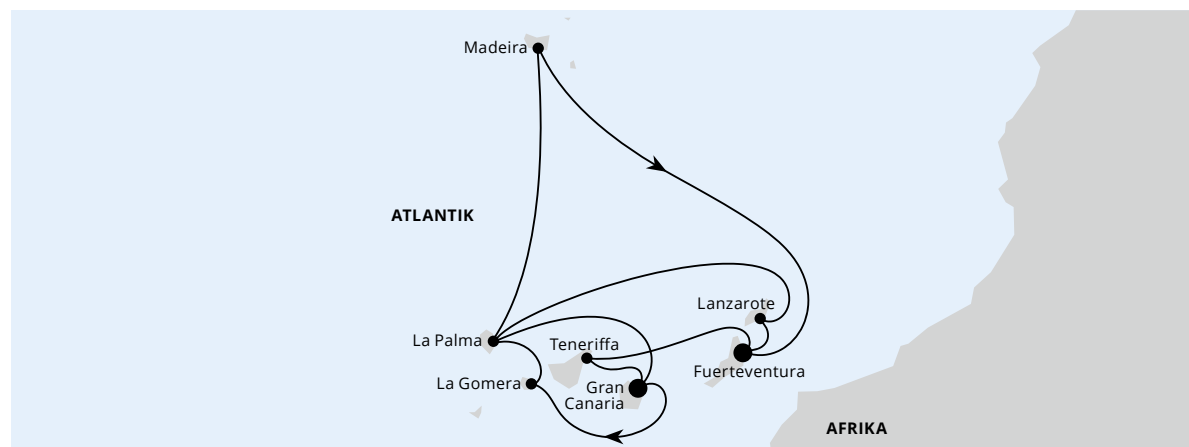 Madeira
ATLANTIK
Lanzarote
La Palma
Teneriffa
Fuerteventura
La Gomera
Gran
Canaria
AFRIKA